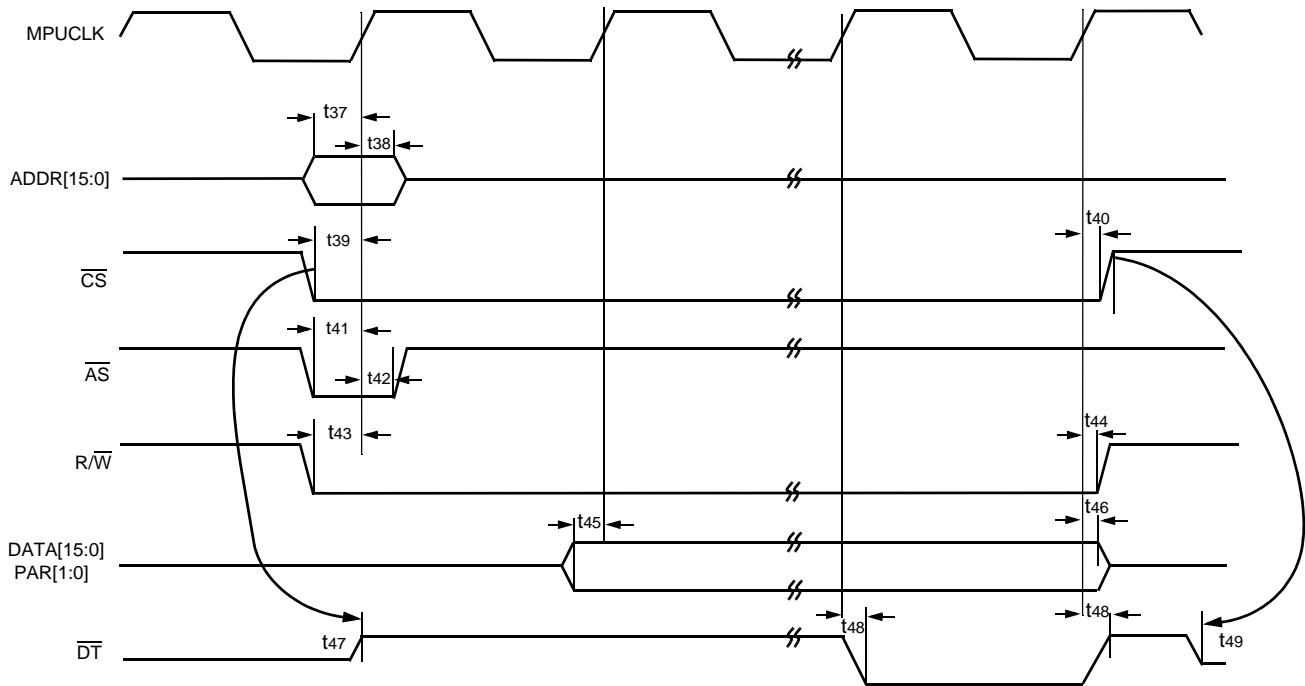 MPUCLK
t37
t38
ADDR[15:0]
t39
t40
CS
t41
AS
t42
t43
t44
R/W
t45
t46
DATA[15:0]
PAR[1:0]
t47
t48
t48
t49
DT